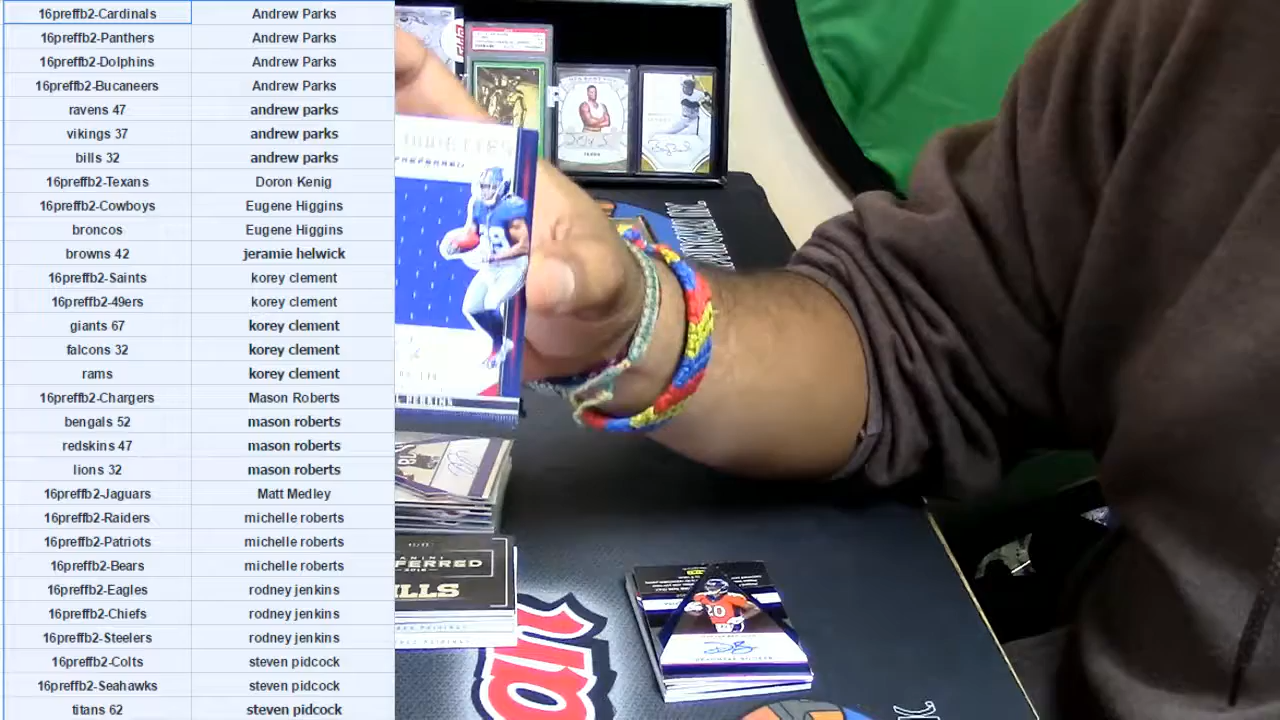 16preffb2-Cardinals Andrew Parks
16preffb2-Panthers Andrew Parks
16preffb2-Dolphins Andrew Parks
16preffb2-Bucaneers Andrew Parks
ravens 47 andrew parks
vikings 37 andrew parks
bills 32 andrew parks
16preffb2-Texans Doron Kenig
16preffb2-Cowboys Eugene Higgins
broncos Eugene Higgins
browns 42 jeramie helwick
16preffb2-Saints korey clement
16preffb2-49ers korey clement
giants 67 korey clement
falcons 32 korey clement
rams korey clement
16preffb2-Chargers Mason Roberts
bengals 52 mason roberts
redskins 47 mason roberts
lions 32 mason roberts
16preffb2-Jaguars Matt Medley
16preffb2-Raiders michelle roberts
16preffb2-Patriots michelle roberts
16preffb2-Bears michelle roberts
16preffb2-Eagles rodney jenkins
16preffb2-Chiefs rodney jenkins
16preffb2-Steelers rodney jenkins
16preffb2-Colts steven pidcock
16preffb2-Seahawks steven pidcock
titans 62 steven pidcock
PREFERRED
PERKINS
PANINI
20